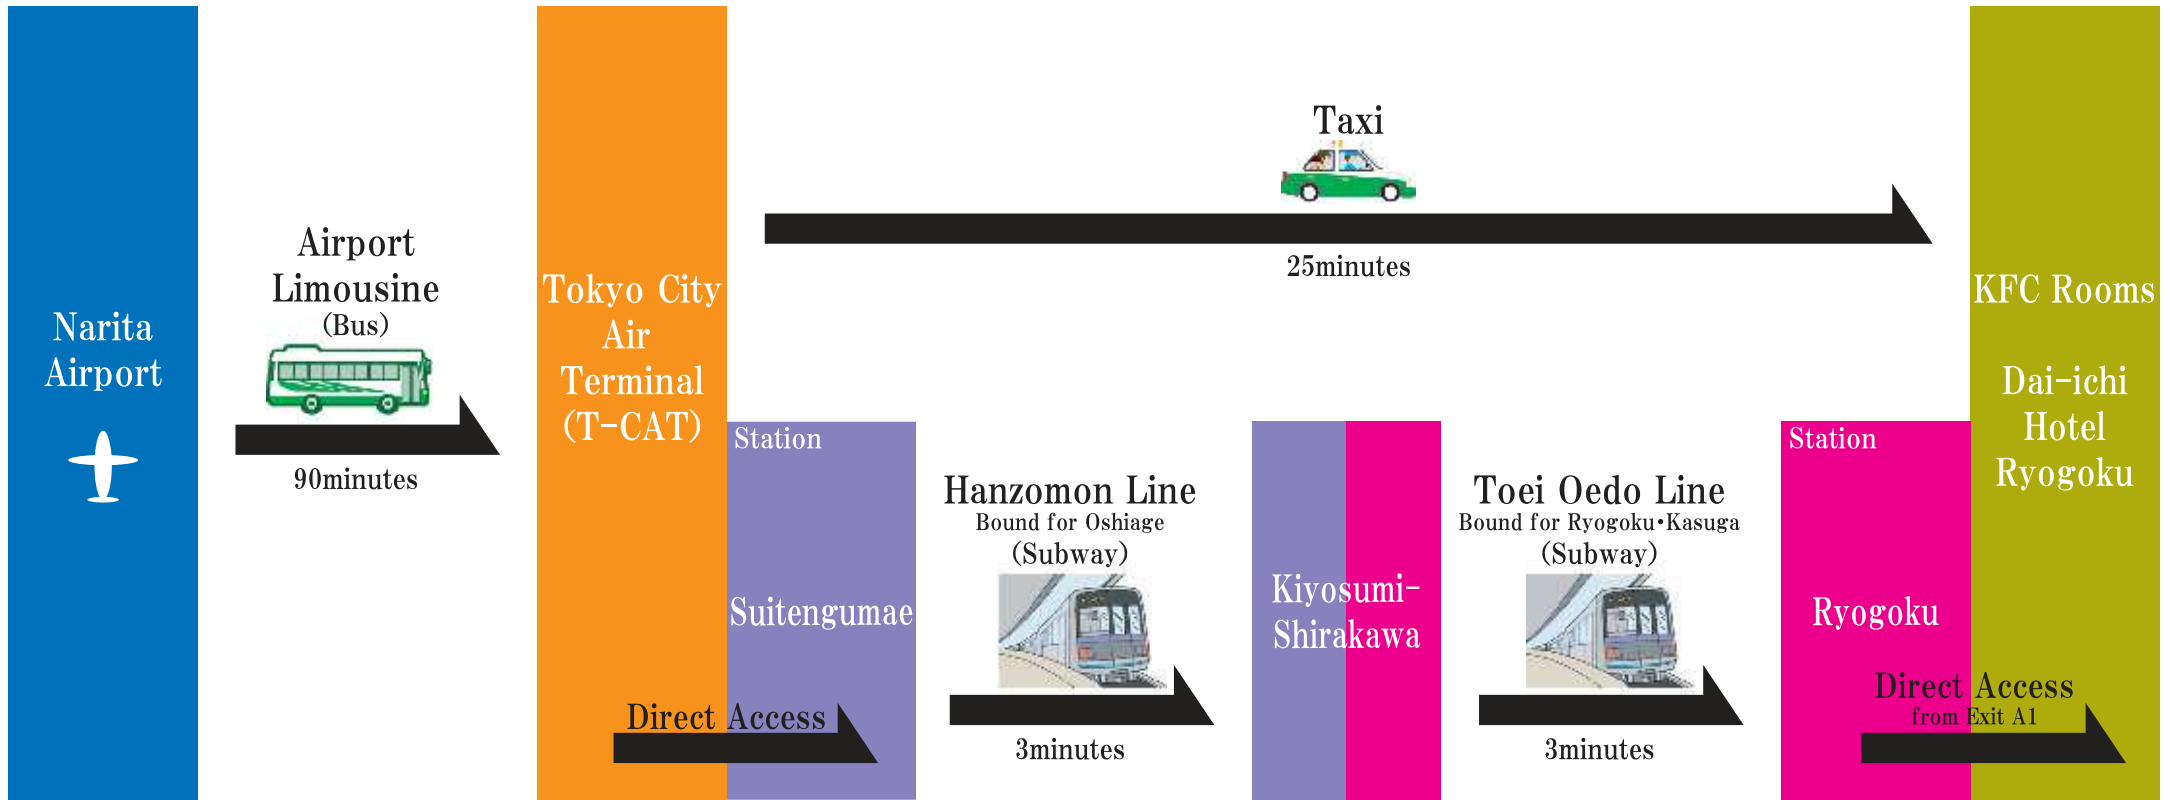 Narita
Airport
Airport
Limousine
(Bus)
90minutes
Tokyo City
Air
Terminal
(T-CAT)
Taxi
25minutes
Station
Suitengumae
Direct Access
Hanzomon Line
Bound for Oshiage
(Subway)
3minutes
Kiyosumi-
Shirakawa
Toei Oedo Line
Bound for Ryogoku・Kasuga
(Subway)
3minutes
Station
Ryogoku
Direct Access
from Exit A1
KFC Rooms
Dai-ichi
Hotel
Ryogoku